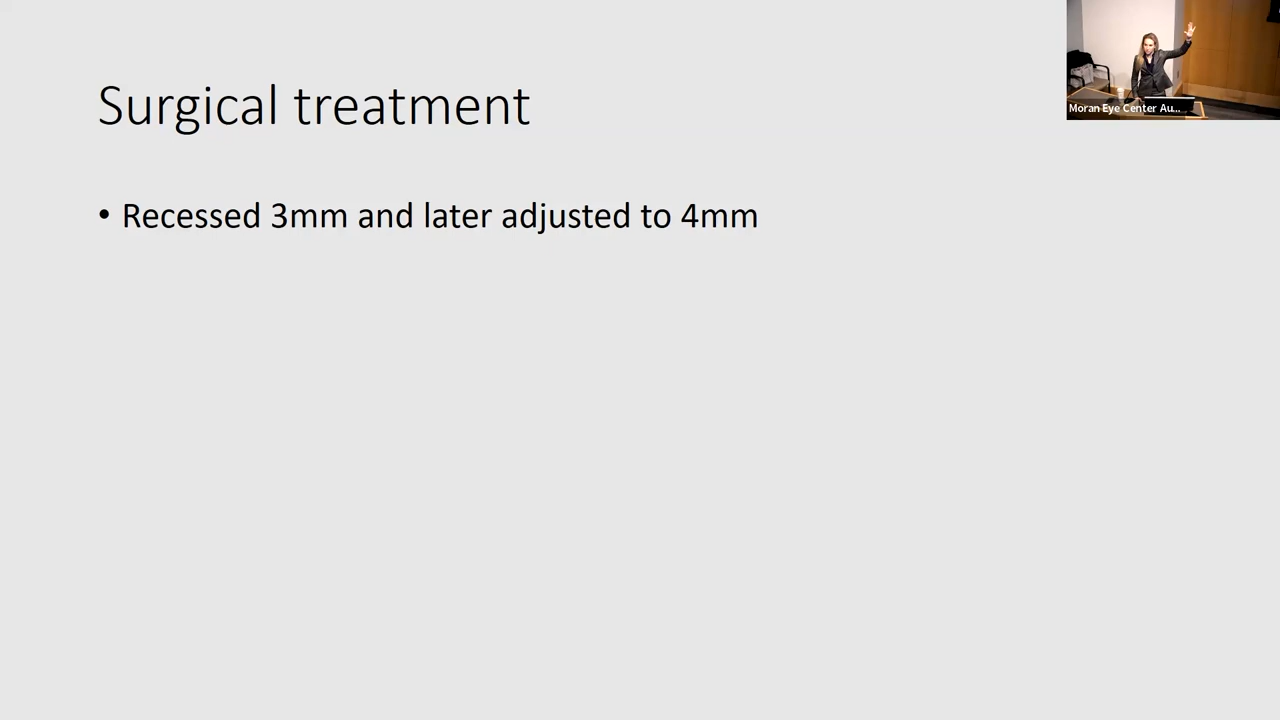 Surgical treatment
• Recessed 3mm and later adjusted to 4mm
Moran Eye Center Au...